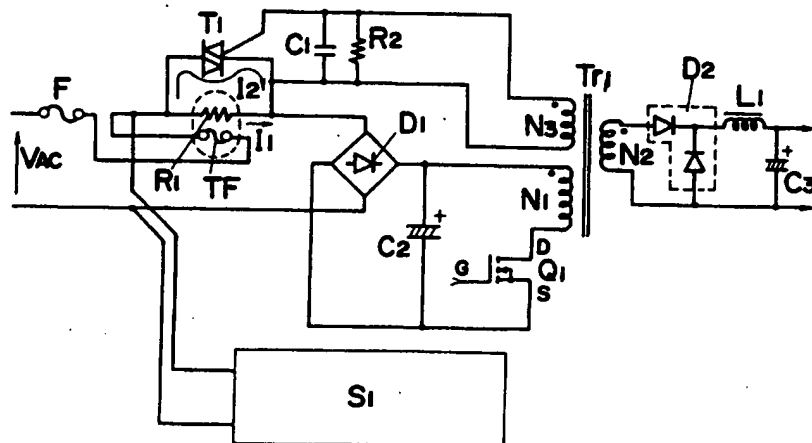 T1
C1
R2
Tr1
D2
F
I2'
L1
N3
D1
I1
N2
VAC
R1
TF
N1
C3
C2
D
G
Q1
S
S1